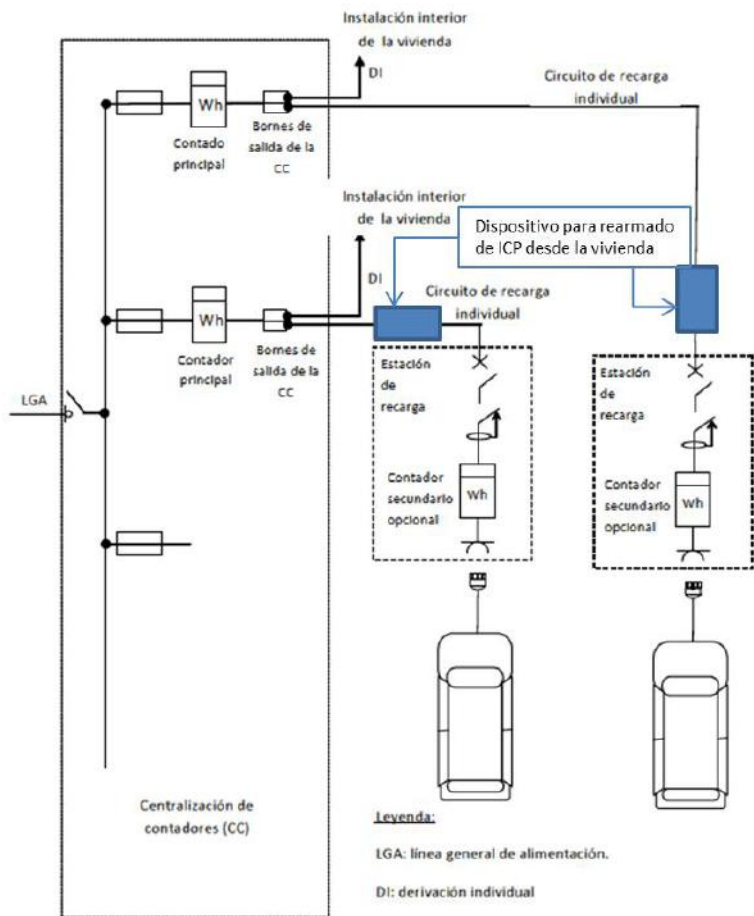 Instalación interior
de la vivienda
DI
Circuito de recarga
individual
Wh
Contado
principal
Bornes de
salida de la
CC
Instalación interior
de la vivienda
Dispositivo para rearmado
de ICP desde la vivienda
DI
Circuito de recarga
individual
Wh
Contador
principal
Bornes de
salida de la
CC
LGA
Estación
de
recarga
Contador
secundario
opcional
Wh
Estación
de
recarga
Contador
secundario
opcional
Wh
Centralización de
contadores (CC)
Leyenda:
LGA: línea general de alimentación.
DI: derivación individual